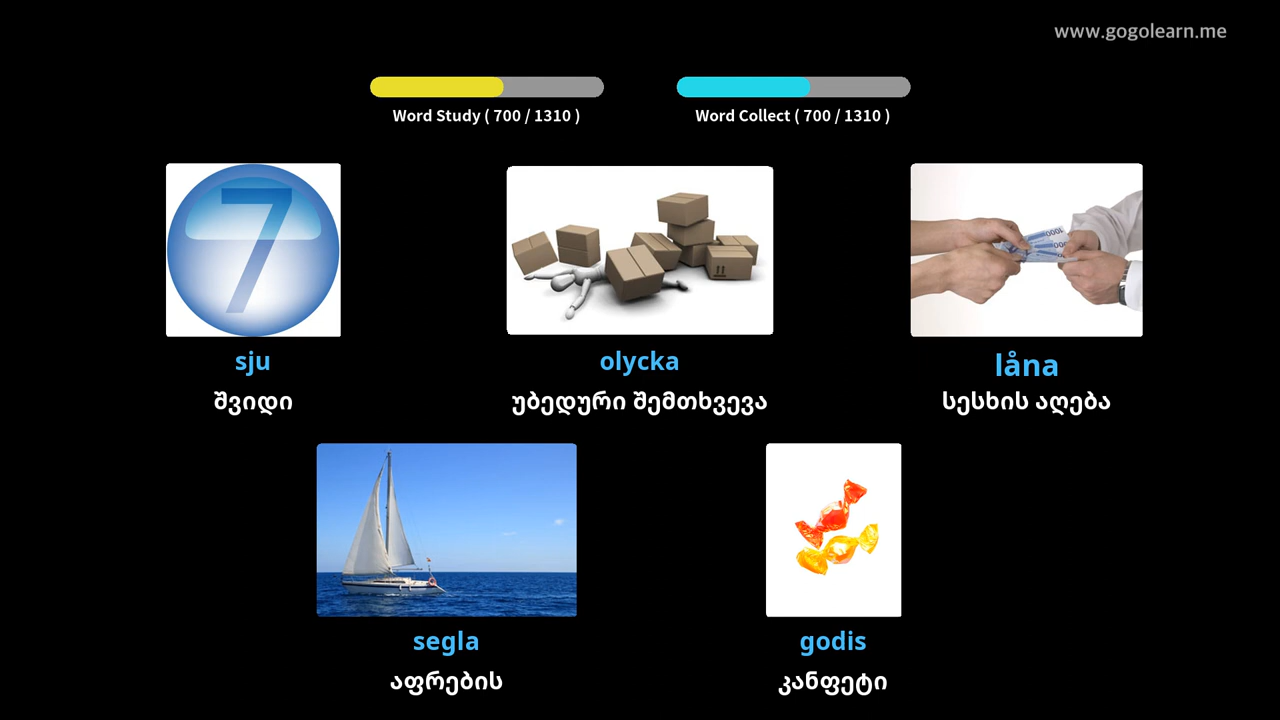 www.gogolearn.me
Word Study ( 700 / 1310 )
Word Collect ( 700 / 1310 )
7
sju
olycka
låna
შვიდი
უბედური შემთხვევა
სესხის აღება
segla
godis
აფრების
კანფეტი